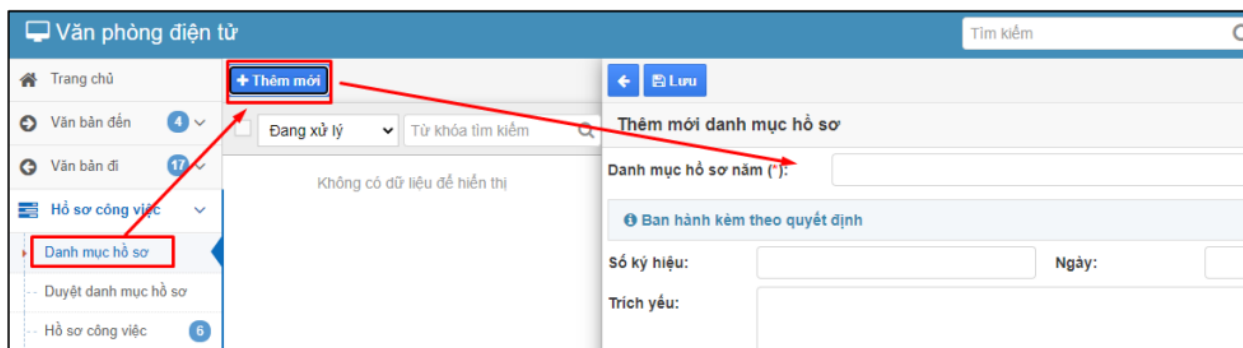 Văn phòng điện tử
Tìm kiếm
Trang chủ
Văn bản đến 4
Văn bản đi 17
Hồ sơ công việc
Danh mục hồ sơ
Duyệt danh mục hồ sơ
Hồ sơ công việc 6
+ Thêm mới
Đang xử lý
Từ khóa tìm kiếm
Không có dữ liệu để hiển thị
Lưu
Thêm mới danh mục hồ sơ
Danh mục hồ sơ năm (*):
Ban hành kèm theo quyết định
Số ký hiệu:
Ngày:
Trích yếu: